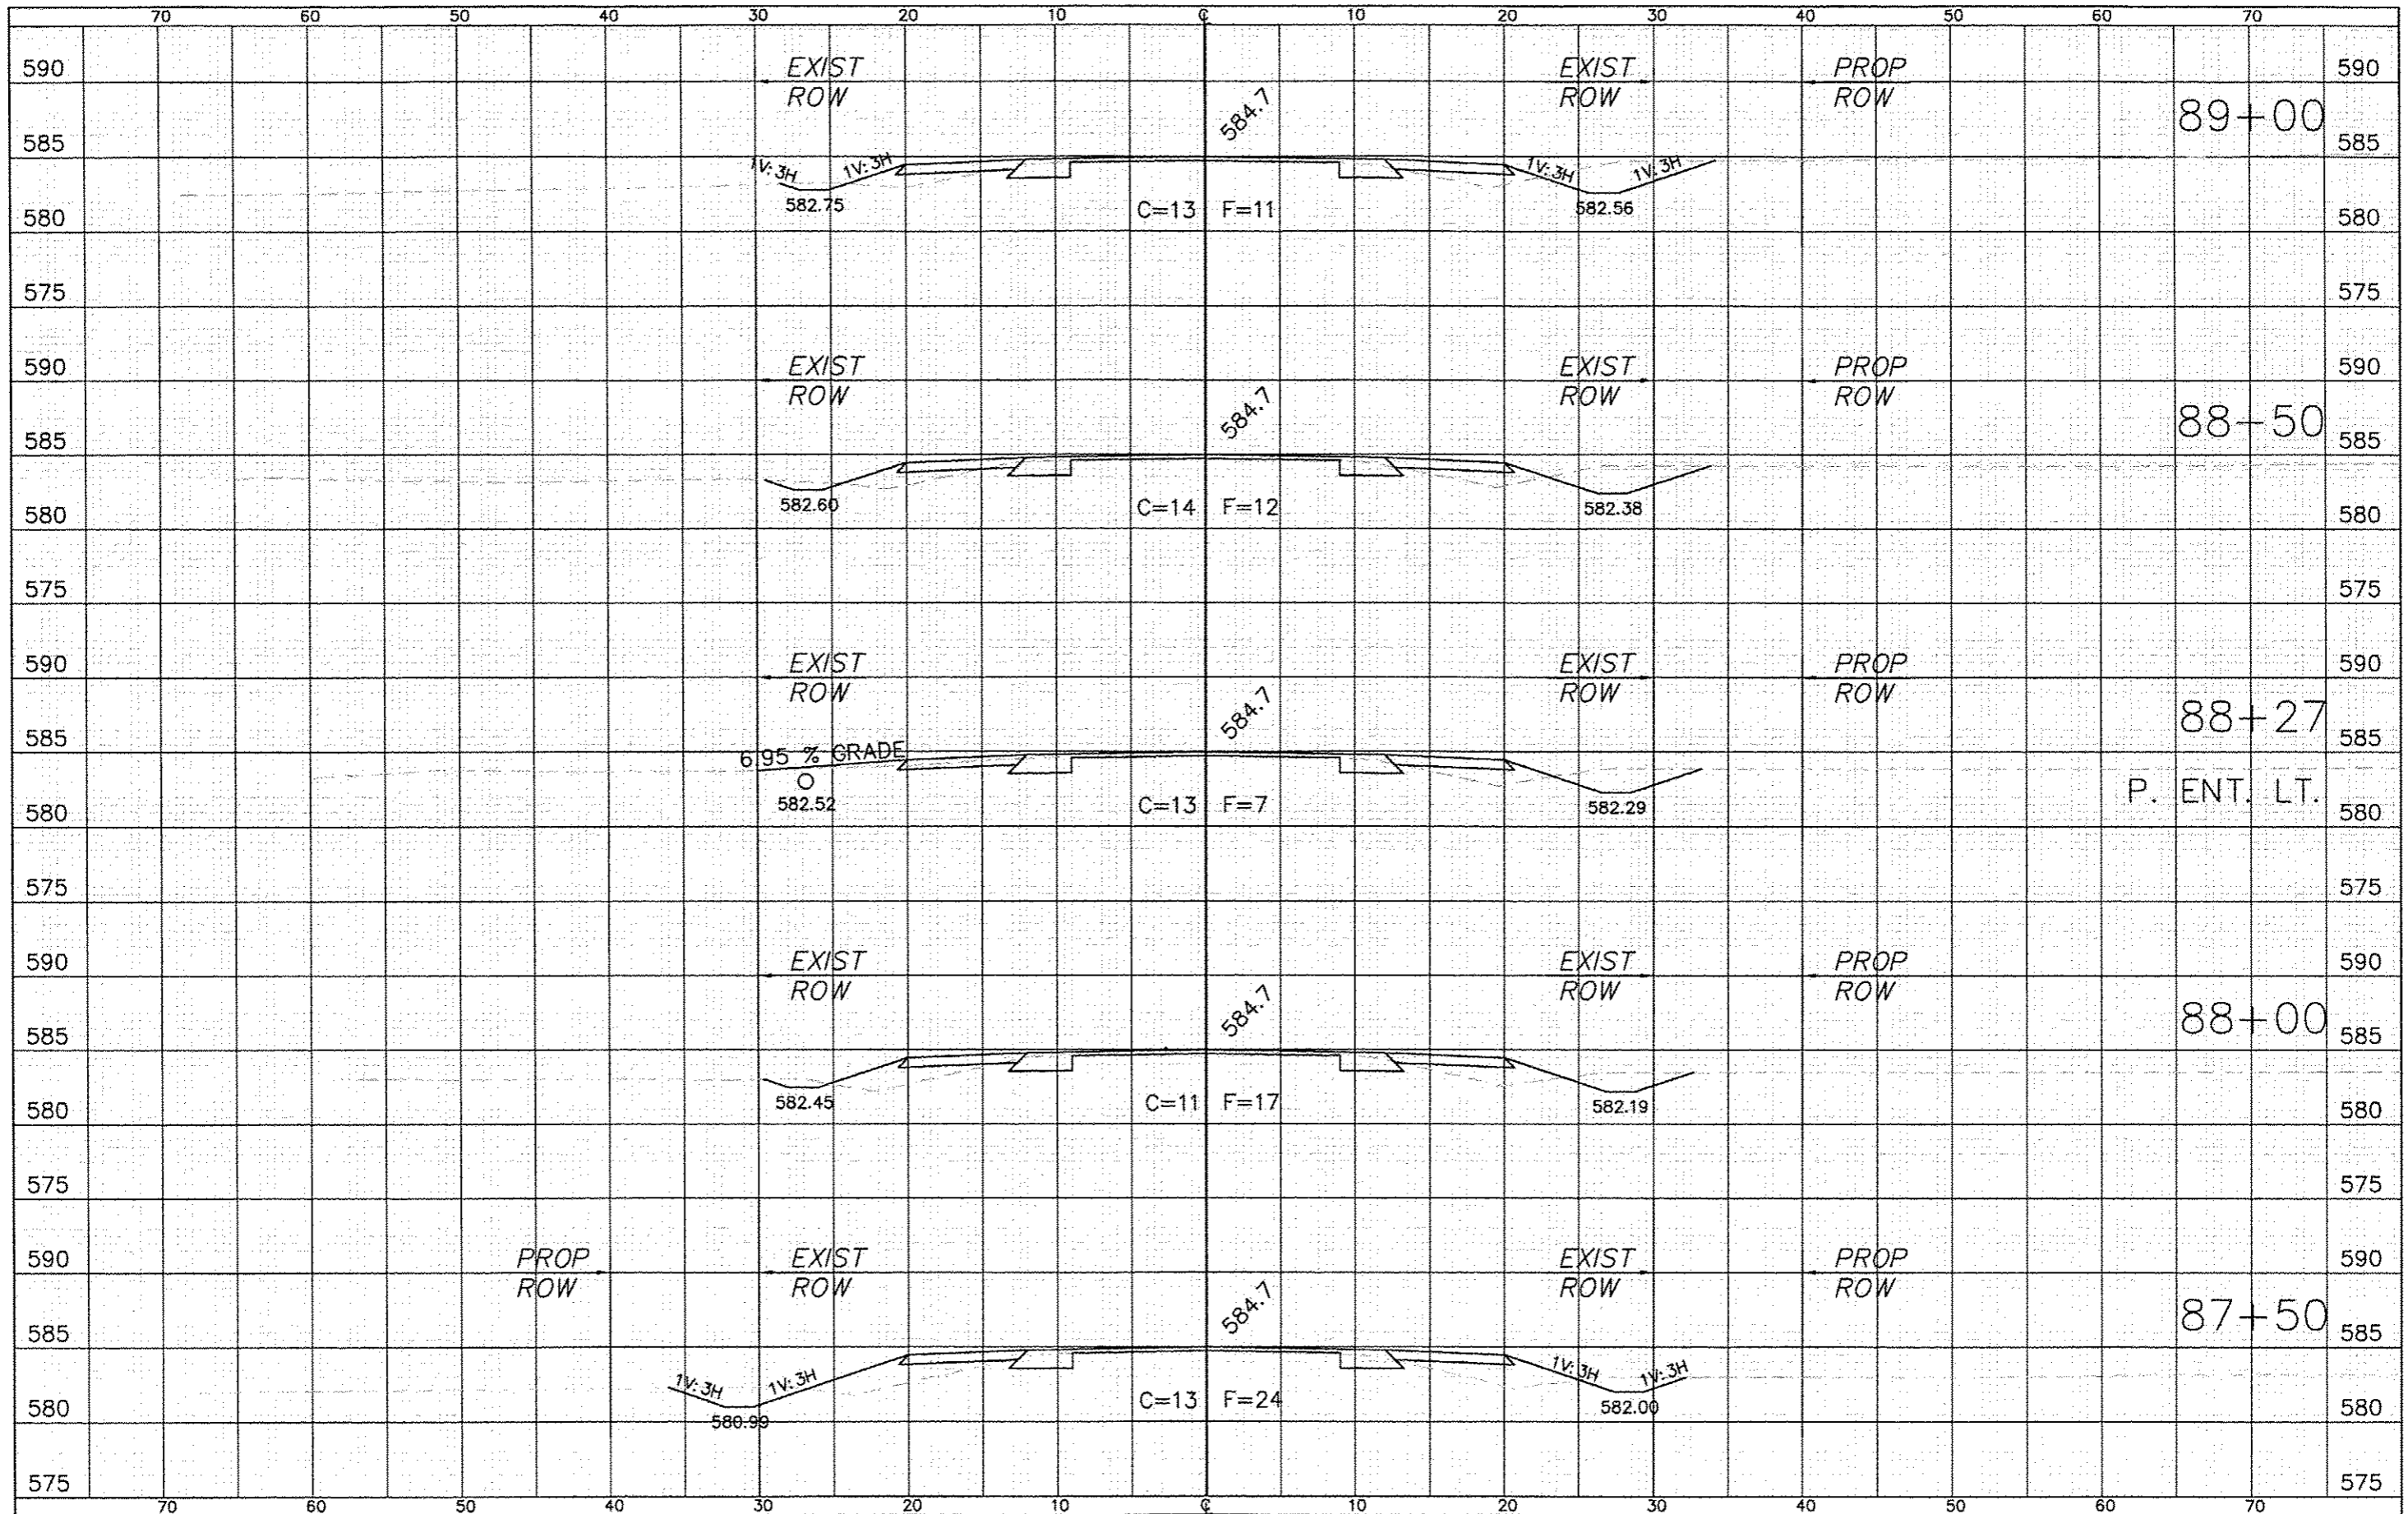 70 60 50 40 30 20 10 ℄ 10 20 30 40 50 60 70
590 EXIST ROW EXIST ROW PROP ROW 590
584.7
89+00
585 1V:3H 1V:3H 1V:3H 1V:3H 585
582.75 582.56
580 C=13 F=11 580
575 575
590 EXIST ROW EXIST ROW PROP ROW 590
584.7
88+50
585 585
582.60 582.38
580 C=14 F=12 580
575 575
590 EXIST ROW EXIST ROW PROP ROW 590
584.7
88+27
585 6.95 % GRADE 585
P. ENT. LT.
582.52 582.29
580 C=13 F=7 580
575 575
590 EXIST ROW EXIST ROW PROP ROW 590
584.7
88+00
585 585
582.45 582.19
580 C=11 F=17 580
575 575
590 PROP ROW EXIST ROW EXIST ROW PROP ROW 590
584.7
87+50
585 585
1V:3H 1V:3H 1V:3H 1V:3H
580 580.99 C=13 F=24 582.00 580
575 575
70 60 50 40 30 20 10 ℄ 10 20 30 40 50 60 70